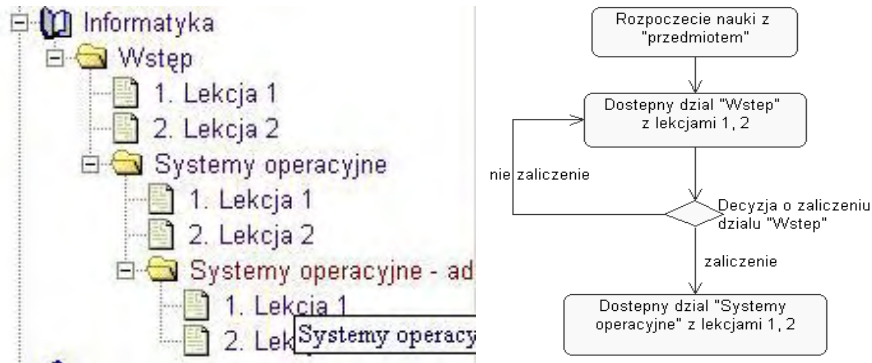 Informatyka
Wstęp
1. Lekcja 1
2. Lekcja 2
Systemy operacyjne
1. Lekcja 1
2. Lekcja 2
Systemy operacyjne - ad
1. Lekcja 1
2. Lek
Systemy operacy
Rozpoczecie nauki z
"przedmiotem"
Dostepny dzial "Wstep"
z lekcjami 1, 2
nie zaliczenie
Decyzja o zaliczeniu
dzialu "Wstep"
zaliczenie
Dostepny dzial "Systemy
operacyjne" z lekcjami 1, 2